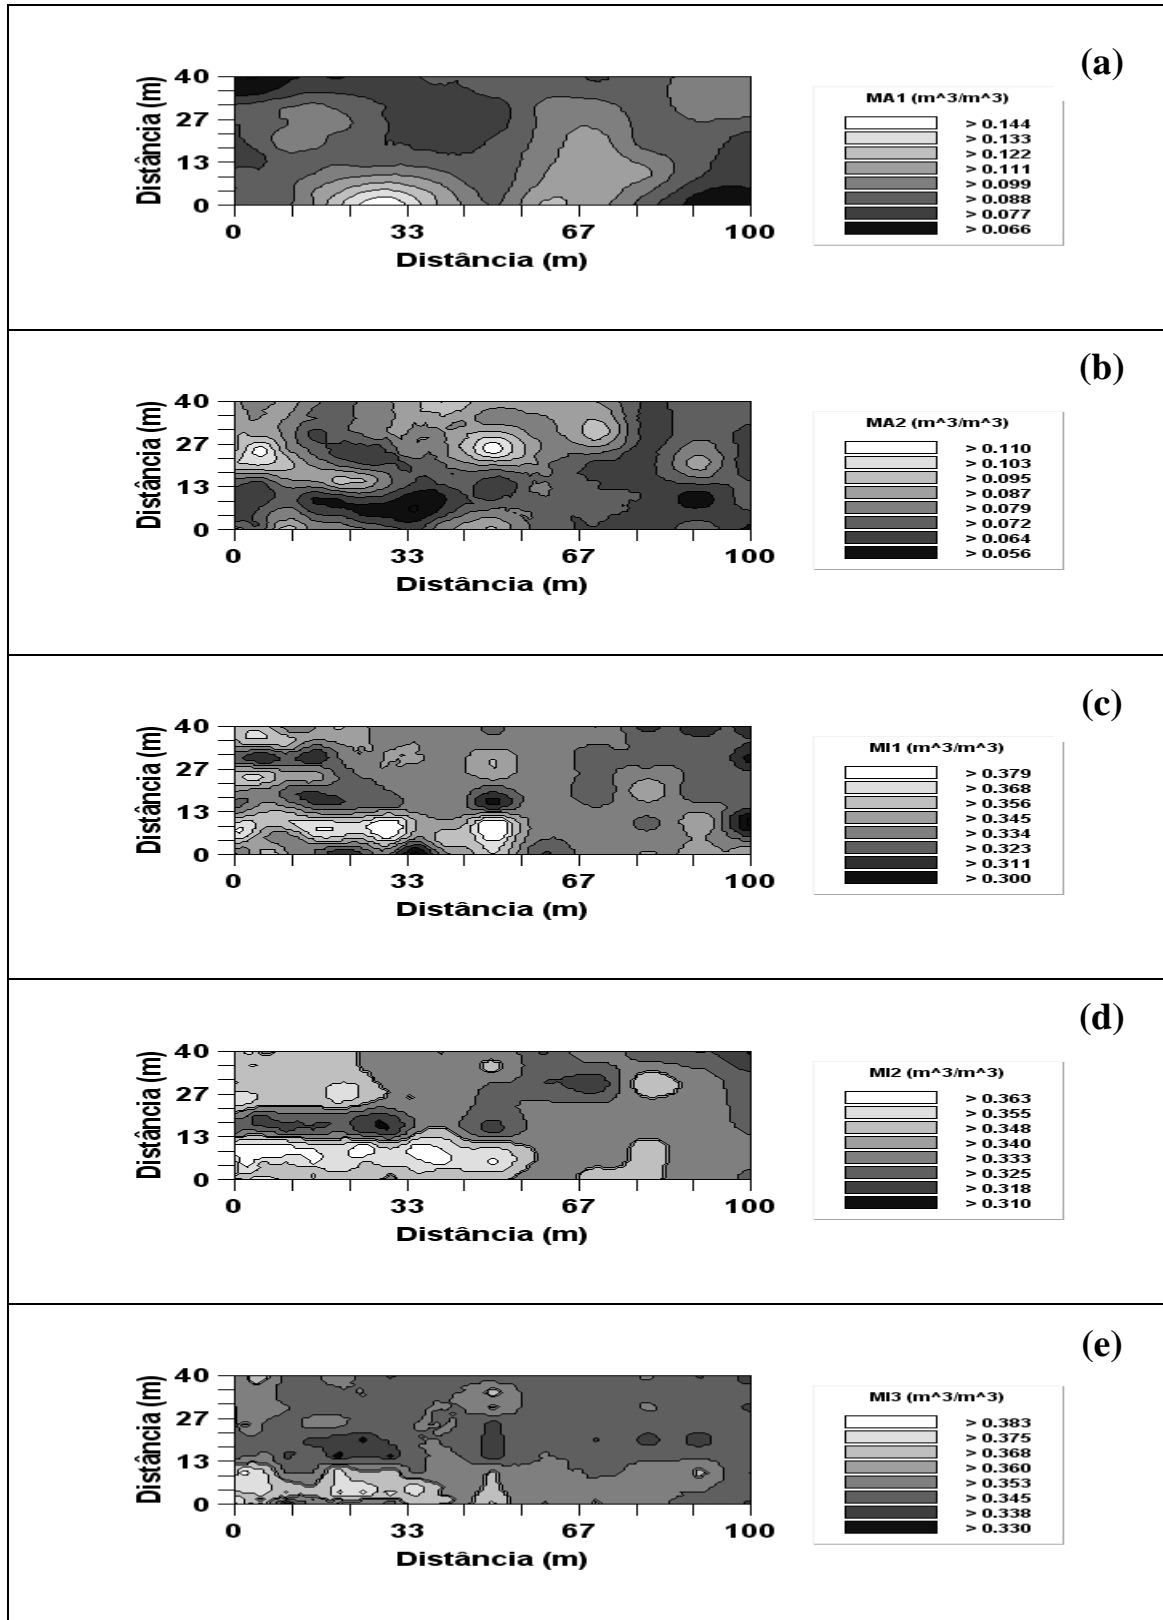 (a)
Distância (m)
40
27
13
0
0 33 67 100
Distância (m)
MA1 (m^3/m^3)
> 0.144
> 0.133
> 0.122
> 0.111
> 0.099
> 0.088
> 0.077
> 0.066
(b)
Distância (m)
40
27
13
0
0 33 67 100
Distância (m)
MA2 (m^3/m^3)
> 0.110
> 0.103
> 0.095
> 0.087
> 0.079
> 0.072
> 0.064
> 0.056
(c)
Distância (m)
40
27
13
0
0 33 67 100
Distância (m)
MI1 (m^3/m^3)
> 0.379
> 0.368
> 0.356
> 0.345
> 0.334
> 0.323
> 0.311
> 0.300
(d)
Distância (m)
40
27
13
0
0 33 67 100
Distância (m)
MI2 (m^3/m^3)
> 0.363
> 0.355
> 0.348
> 0.340
> 0.333
> 0.325
> 0.318
> 0.310
(e)
Distância (m)
40
27
13
0
0 33 67 100
Distância (m)
MI3 (m^3/m^3)
> 0.383
> 0.375
> 0.368
> 0.360
> 0.353
> 0.345
> 0.338
> 0.330